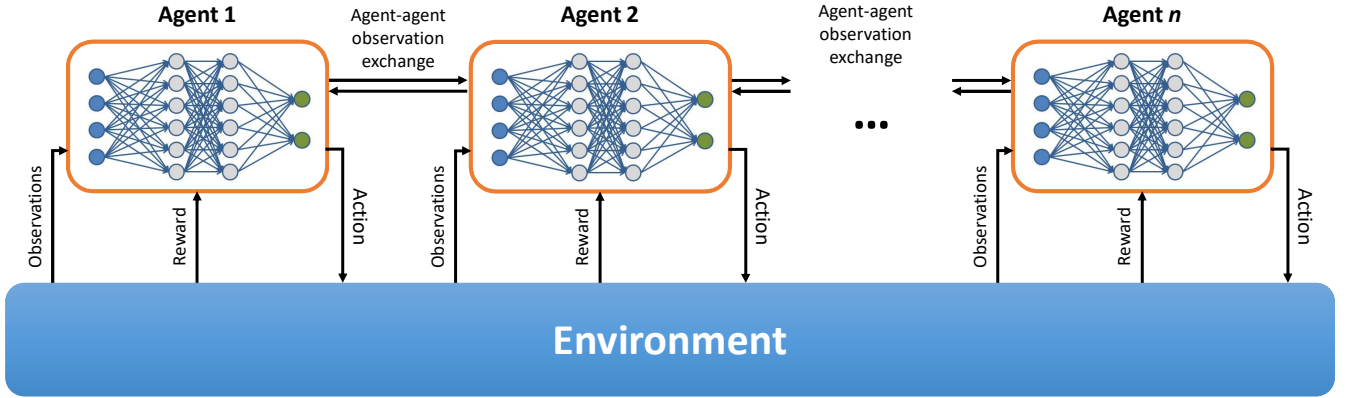 Agent 1
Agent-agent
observation
exchange
Agent 2
Agent-agent
observation
exchange
Agent n
...
Observations
Reward
Action
Observations
Reward
Action
Observations
Reward
Action
Environment